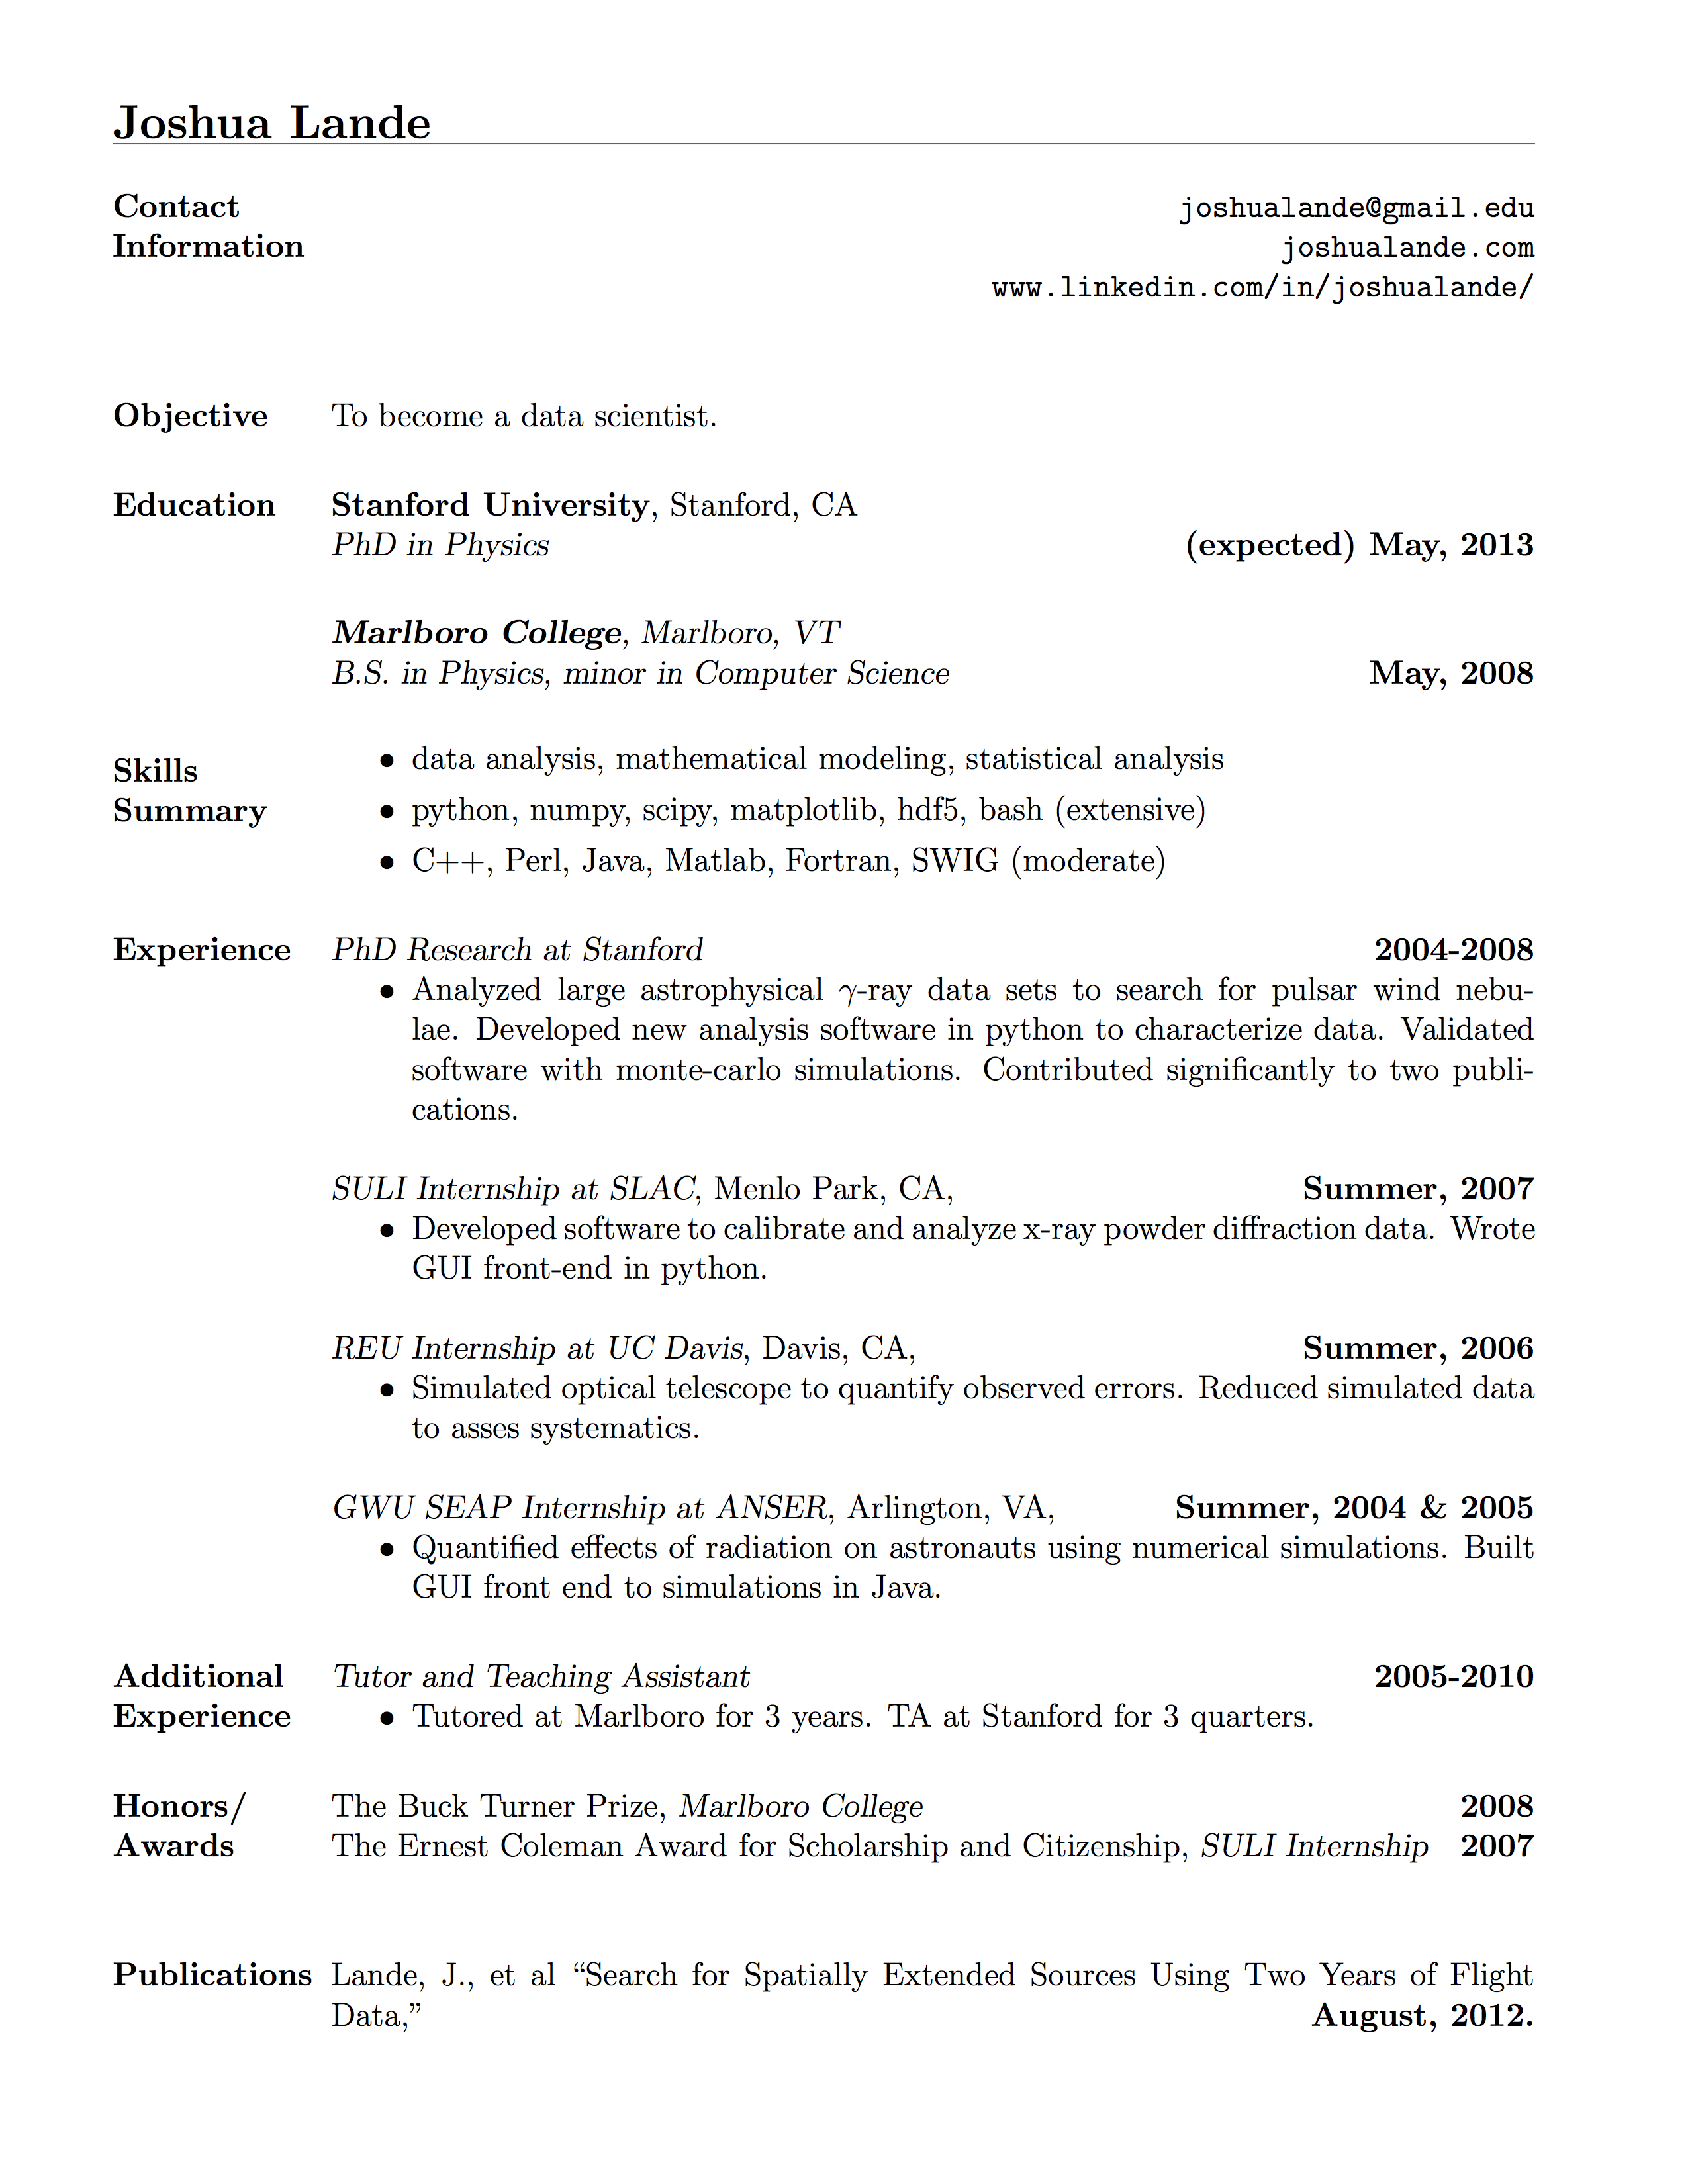 Joshua Lande
Contact
Information
joshualande@gmail.edu
joshualande.com
www.linkedin.com/in/joshualande/
Objective To become a data scientist.
Education Stanford University, Stanford, CA
PhD in Physics (expected) May, 2013
Marlboro College, Marlboro, VT
B.S. in Physics, minor in Computer Science May, 2008
Skills
Summary
• data analysis, mathematical modeling, statistical analysis
• python, numpy, scipy, matplotlib, hdf5, bash (extensive)
• C++, Perl, Java, Matlab, Fortran, SWIG (moderate)
Experience PhD Research at Stanford 2004-2008
• Analyzed large astrophysical γ-ray data sets to search for pulsar wind nebu-
lae. Developed new analysis software in python to characterize data. Validated
software with monte-carlo simulations. Contributed significantly to two publi-
cations.
SULI Internship at SLAC, Menlo Park, CA, Summer, 2007
• Developed software to calibrate and analyze x-ray powder diffraction data. Wrote
GUI front-end in python.
REU Internship at UC Davis, Davis, CA, Summer, 2006
• Simulated optical telescope to quantify observed errors. Reduced simulated data
to asses systematics.
GWU SEAP Internship at ANSER, Arlington, VA, Summer, 2004 & 2005
• Quantified effects of radiation on astronauts using numerical simulations. Built
GUI front end to simulations in Java.
Additional
Experience
Tutor and Teaching Assistant 2005-2010
• Tutored at Marlboro for 3 years. TA at Stanford for 3 quarters.
Honors/
Awards
The Buck Turner Prize, Marlboro College 2008
The Ernest Coleman Award for Scholarship and Citizenship, SULI Internship 2007
Publications Lande, J., et al “Search for Spatially Extended Sources Using Two Years of Flight
Data,” August, 2012.